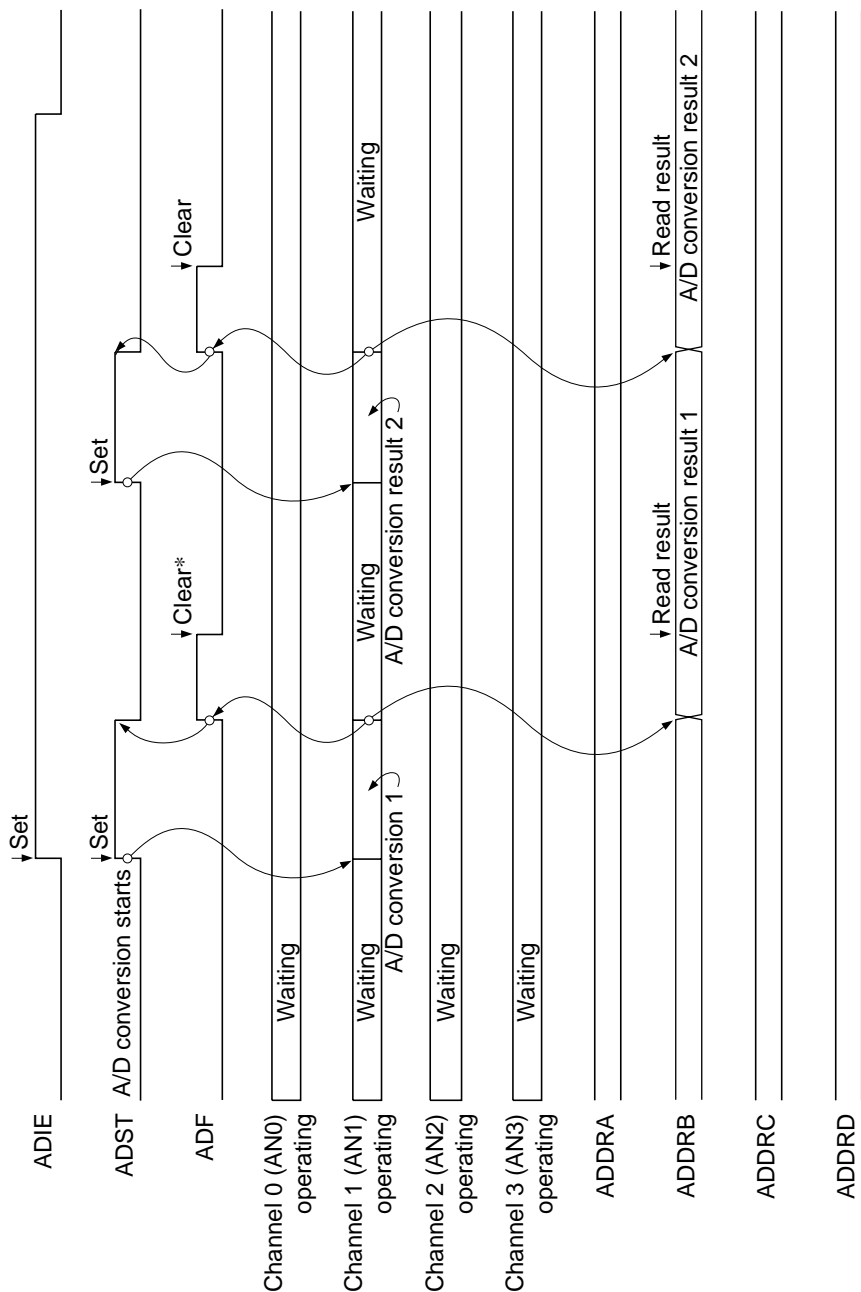 ADIE
Set
ADST
A/D conversion starts
Set
Set
ADF
Clear*
Clear
Channel 0 (AN0)
operating
Waiting
Channel 1 (AN1)
operating
Waiting
A/D conversion 1
Waiting
A/D conversion result 2
Waiting
Channel 2 (AN2)
operating
Waiting
Channel 3 (AN3)
operating
Waiting
ADDRA
ADDRB
Read result
A/D conversion result 1
Read result
A/D conversion result 2
ADDRC
ADDRD